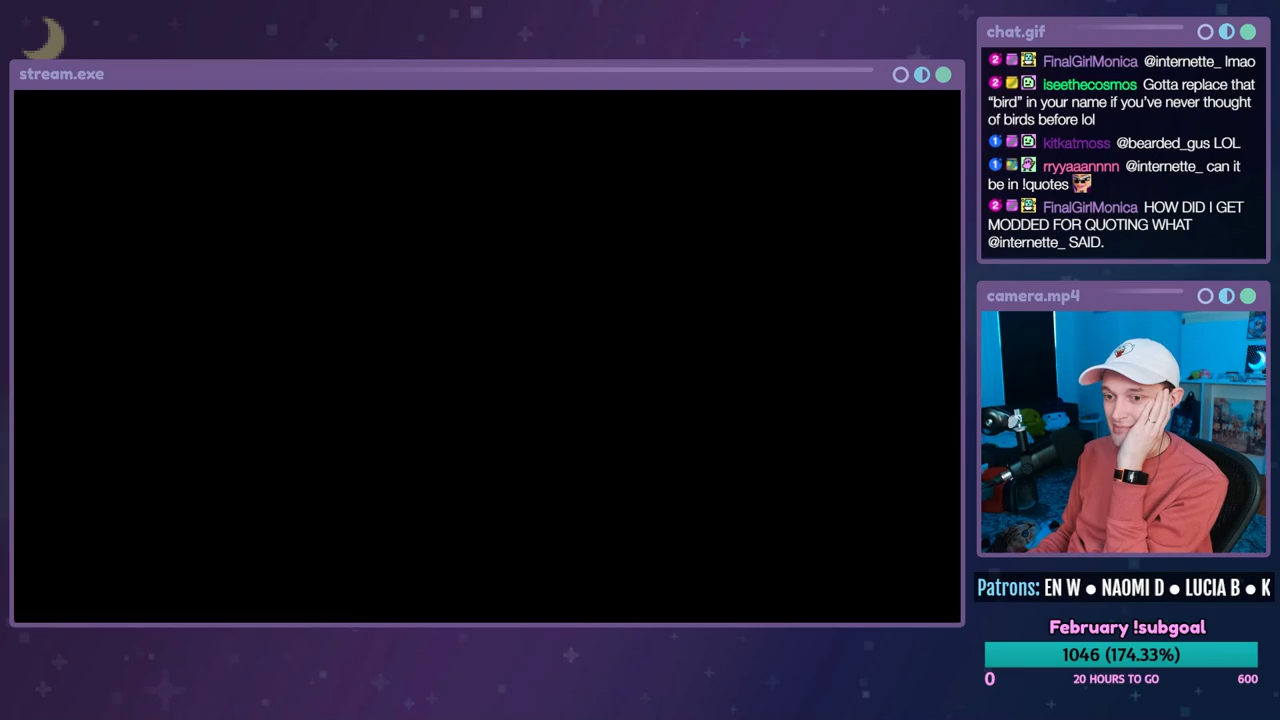 stream.exe
chat.gif
FinalGirlMonica @internette_ lmao
iseethecosmos Gotta replace that
“bird” in your name if you’ve never thought
of birds before lol
kitkatmoss @bearded_gus LOL
rryyaaannnn @internette_ can it
be in !quotes
FinalGirlMonica HOW DID I GET
MODDED FOR QUOTING WHAT
@internette_ SAID.
camera.mp4
Patrons: EN W ● NAOMI D ● LUCIA B ● K
February !subgoal
1046 (174.33%)
0 20 HOURS TO GO 600